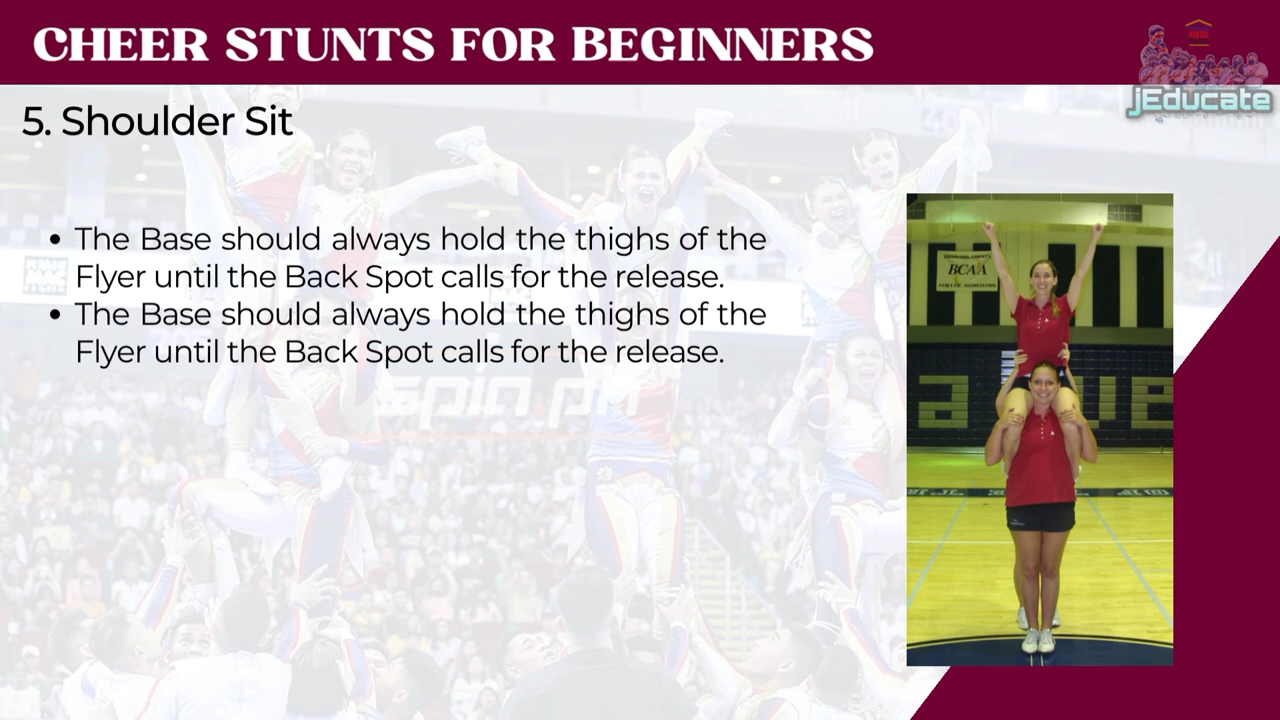 CHEER STUNTS FOR BEGINNERS
jEducate
5. Shoulder Sit
• The Base should always hold the thighs of the
Flyer until the Back Spot calls for the release.
• The Base should always hold the thighs of the
Flyer until the Back Spot calls for the release.
BCAA
spin ph